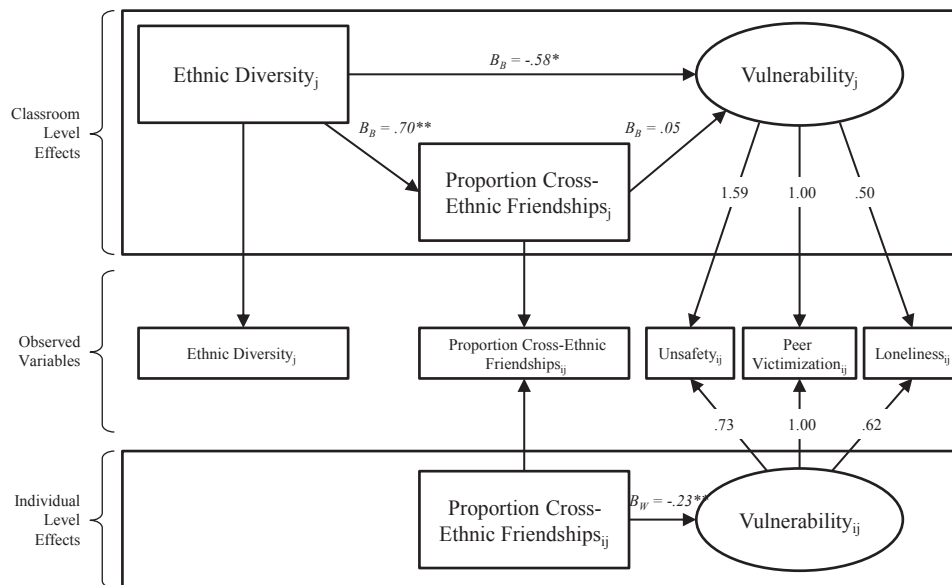 Classroom
Level
Effects
Ethnic Diversity_j
B_B = -.58*
Vulnerability_j
B_B = .70**
B_B = .05
Proportion Cross-
Ethnic Friendships_j
1.59
1.00
.50
Observed
Variables
Ethnic Diversity_j
Proportion Cross-Ethnic
Friendships_ij
Unsafety_ij
Peer
Victimization_ij
Loneliness_ij
.73
1.00
.62
Individual
Level
Effects
Proportion Cross-
Ethnic Friendships_ij
B_W = -.23**
Vulnerability_ij